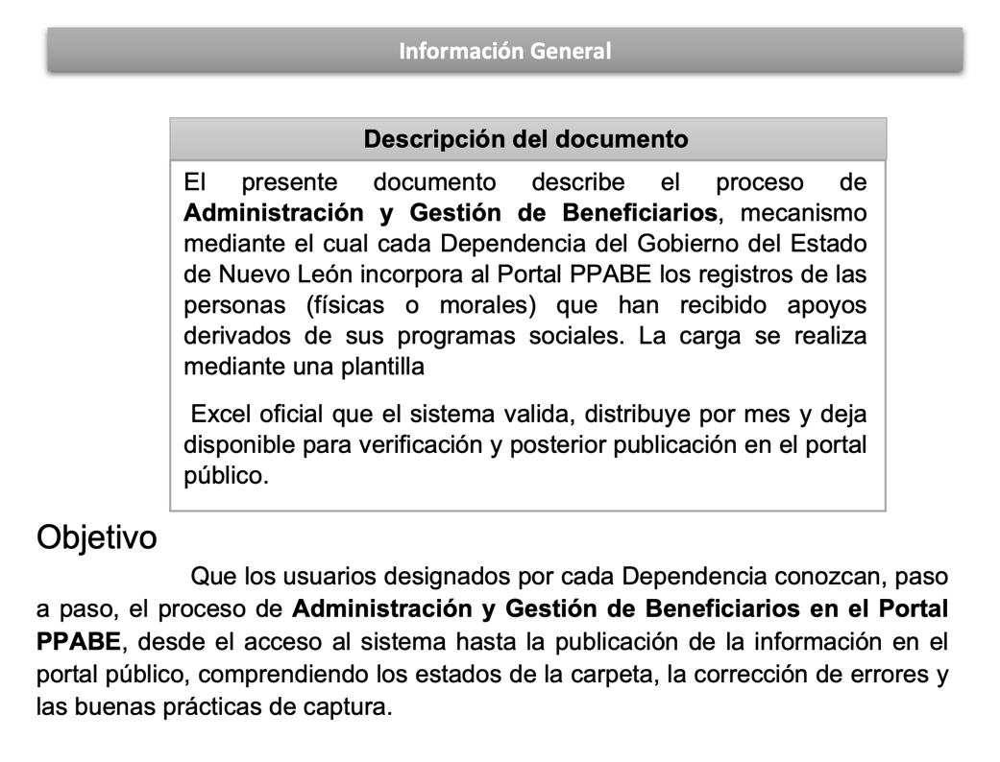 Información General
Descripción del documento
El presente documento describe el proceso de
Administración y Gestión de Beneficiarios, mecanismo
mediante el cual cada Dependencia del Gobierno del Estado
de Nuevo León incorpora al Portal PPABE los registros de las
personas (físicas o morales) que han recibido apoyos
derivados de sus programas sociales. La carga se realiza
mediante una plantilla
Excel oficial que el sistema valida, distribuye por mes y deja
disponible para verificación y posterior publicación en el portal
público.
Objetivo
Que los usuarios designados por cada Dependencia conozcan, paso
a paso, el proceso de Administración y Gestión de Beneficiarios en el Portal
PPABE, desde el acceso al sistema hasta la publicación de la información en el
portal público, comprendiendo los estados de la carpeta, la corrección de errores y
las buenas prácticas de captura.